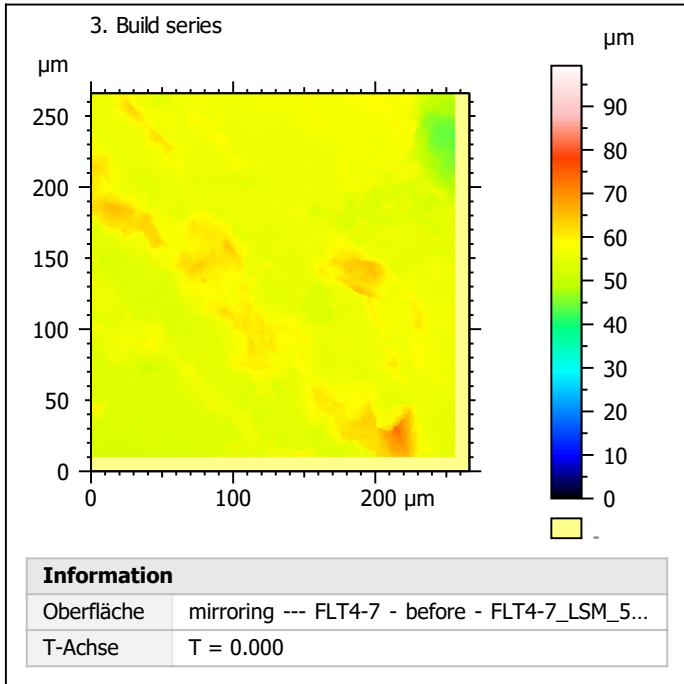 3. Build series
µm
µm
250
200
150
100
50
0
0
100
200 µm
90
80
70
60
50
40
30
20
10
0
-
Information
Oberfläche mirroring --- FLT4-7 - before - FLT4-7_LSM_5...
T-Achse T = 0.000